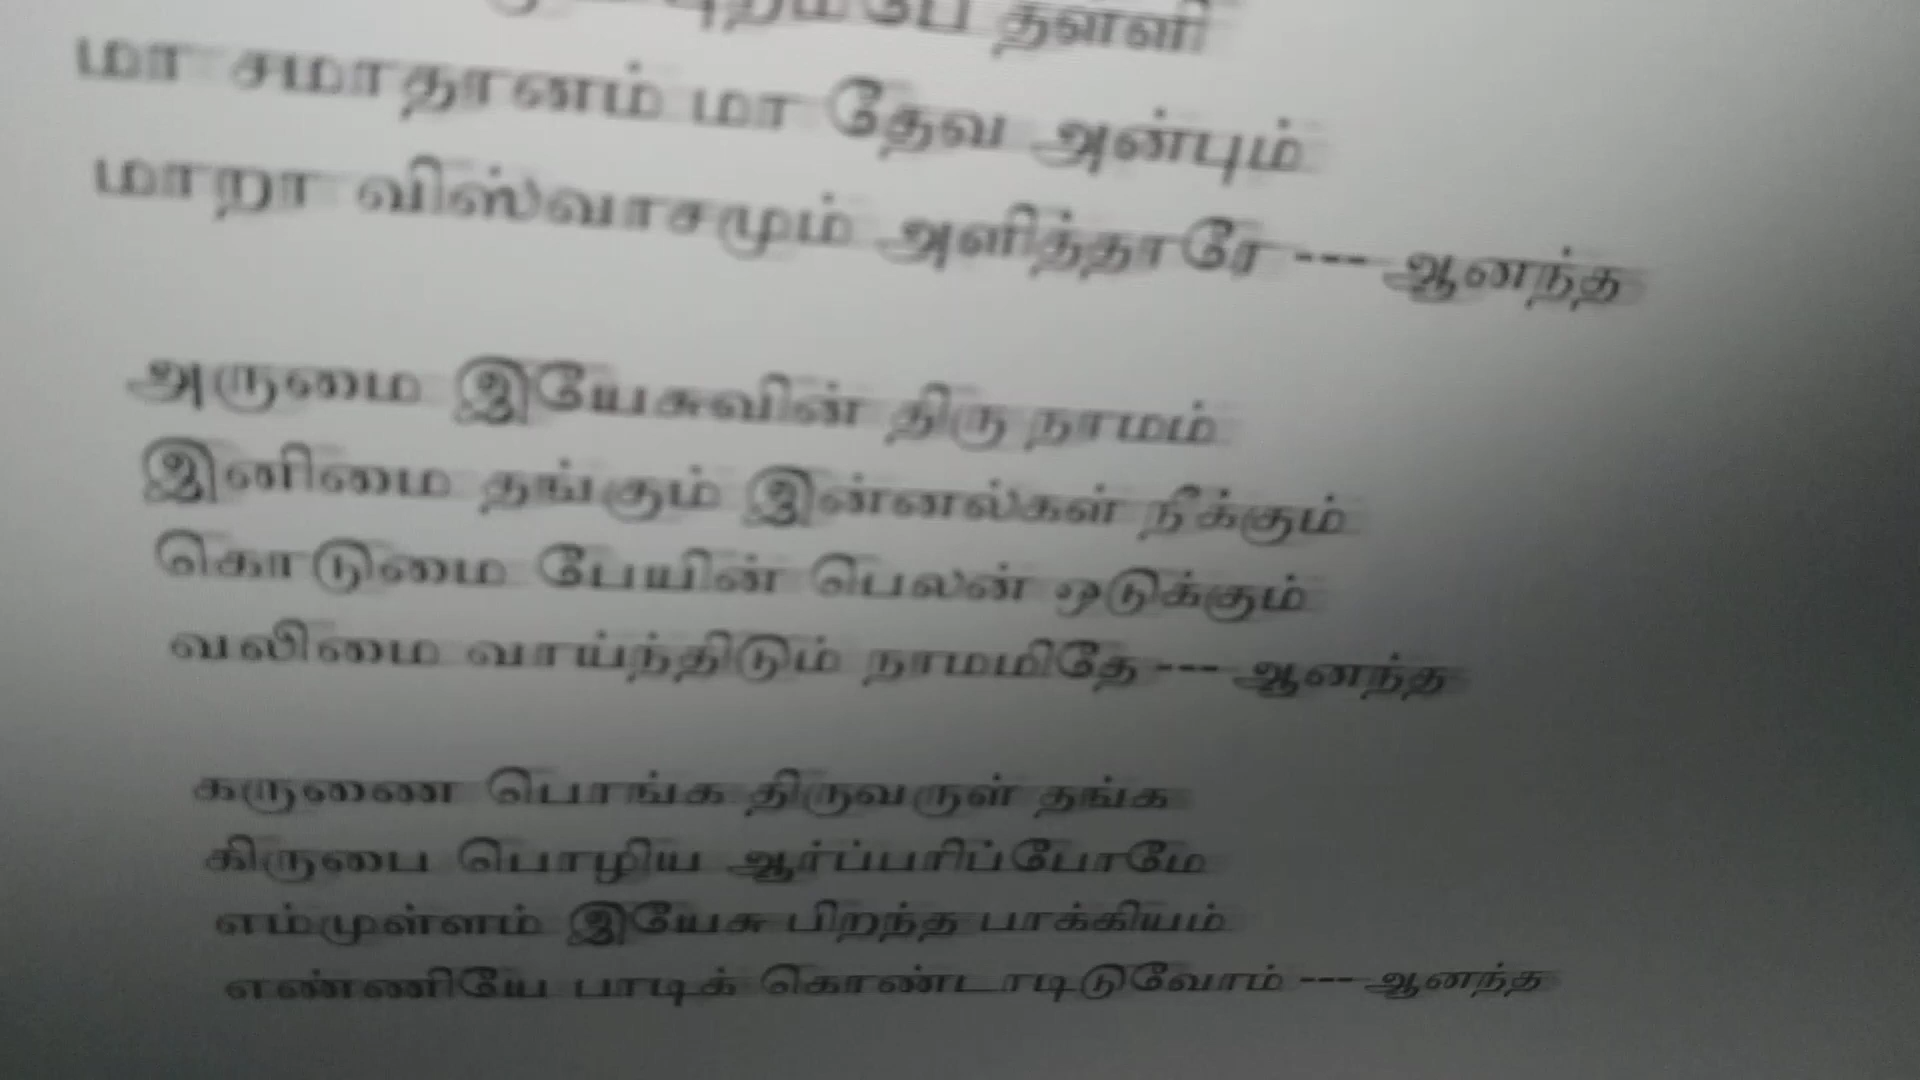 தள்ளி
மா சமாதானம் மா தேவ அன்பும்
மாறா விஸ்வாசமும் அளித்தாரே --- ஆனந்த
அருமை இயேசுவின் திரு நாமம்
இனிமை தங்கும் இன்னல்கள் நீக்கும்
கொடுமை பேயின் பெலன் ஒடுக்கும்
வலிமை வாய்ந்திடும் நாமமிதே --- ஆனந்த
கருணை பொங்க திருவருள் தங்க
கிருபை பொழிய ஆர்ப்பரிப்போமே
எம்முள்ளம் இயேசு பிறந்த பாக்கியம்
எண்ணியே பாடிக் கொண்டாடிடுவோம் --- ஆனந்த